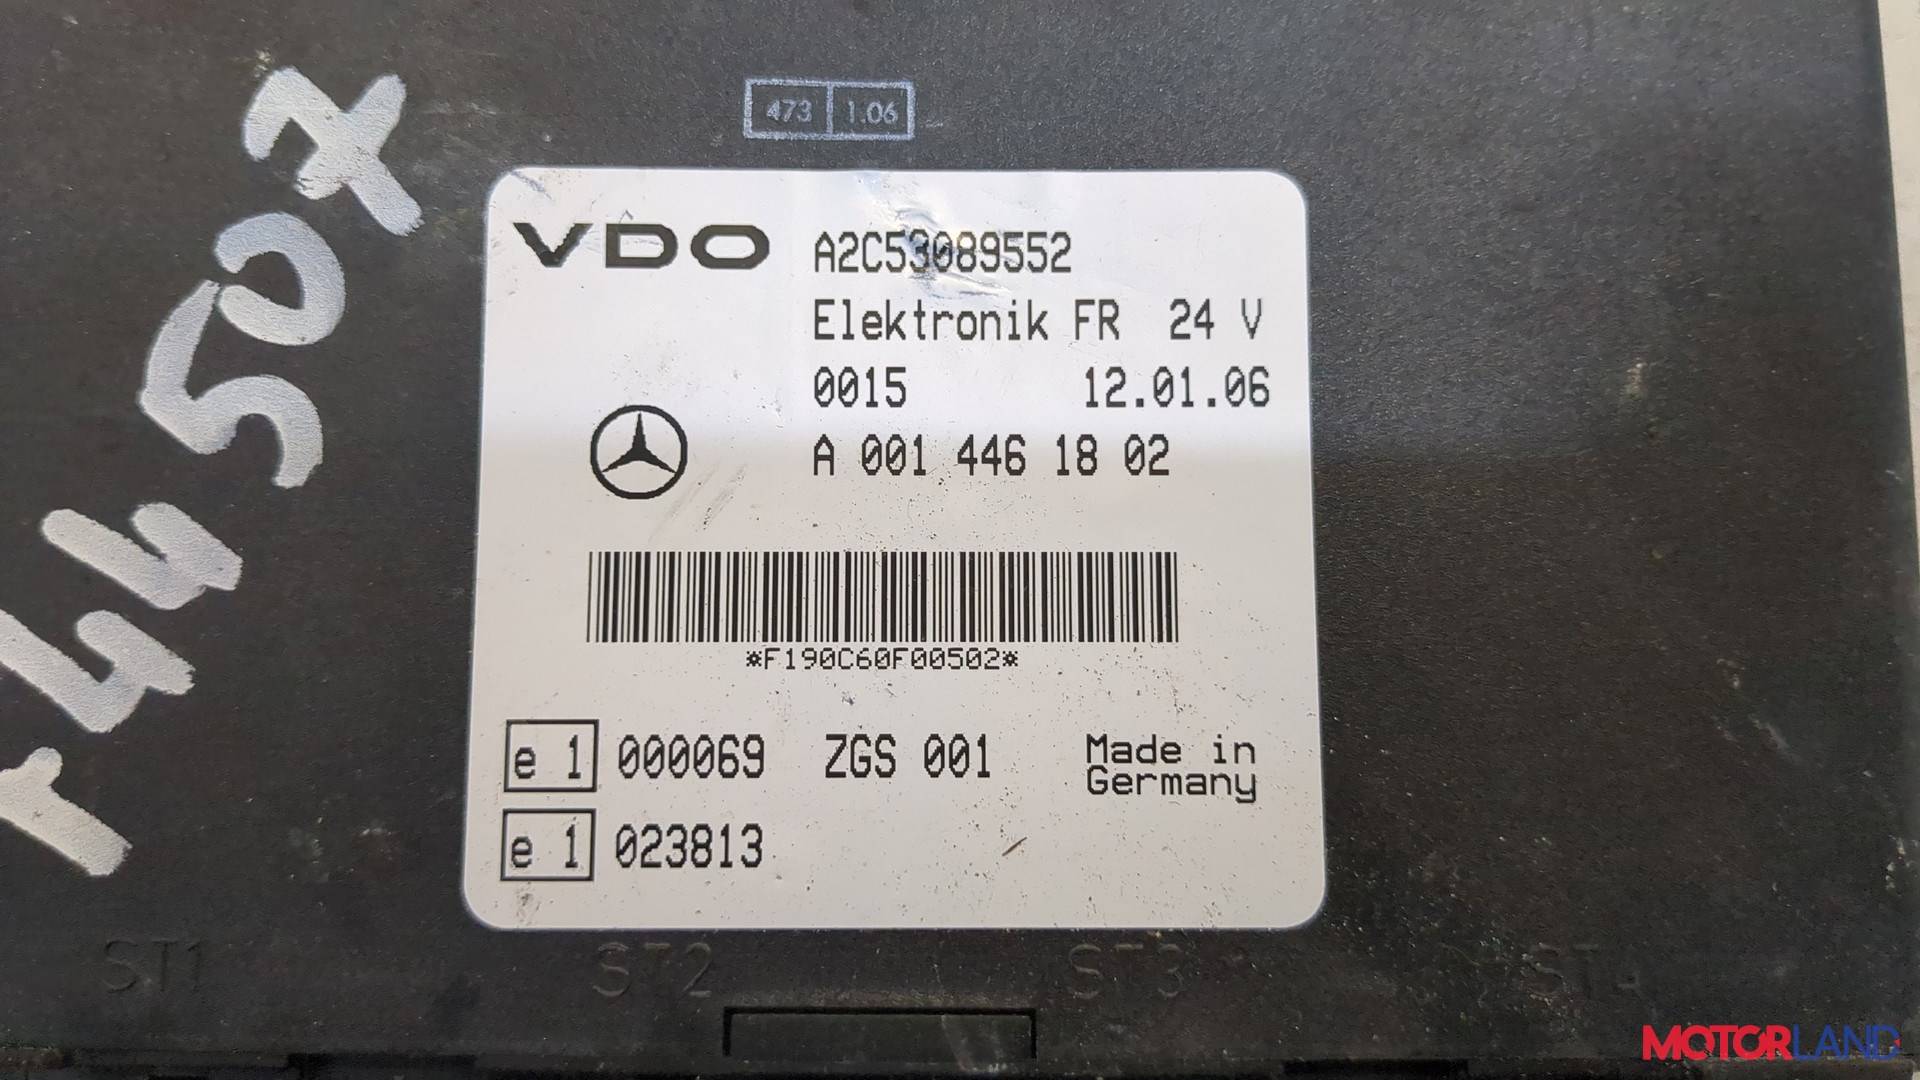 473 1.06
VDO A2C53089552
Elektronik FR 24 V
0015 12.01.06
A 001 446 18 02
*F190C60F00502*
e 1 000069 ZGS 001 Made in
Germany
e 1 023813
44507
ST1 ST2 ST3 ST4
MOTORLAND